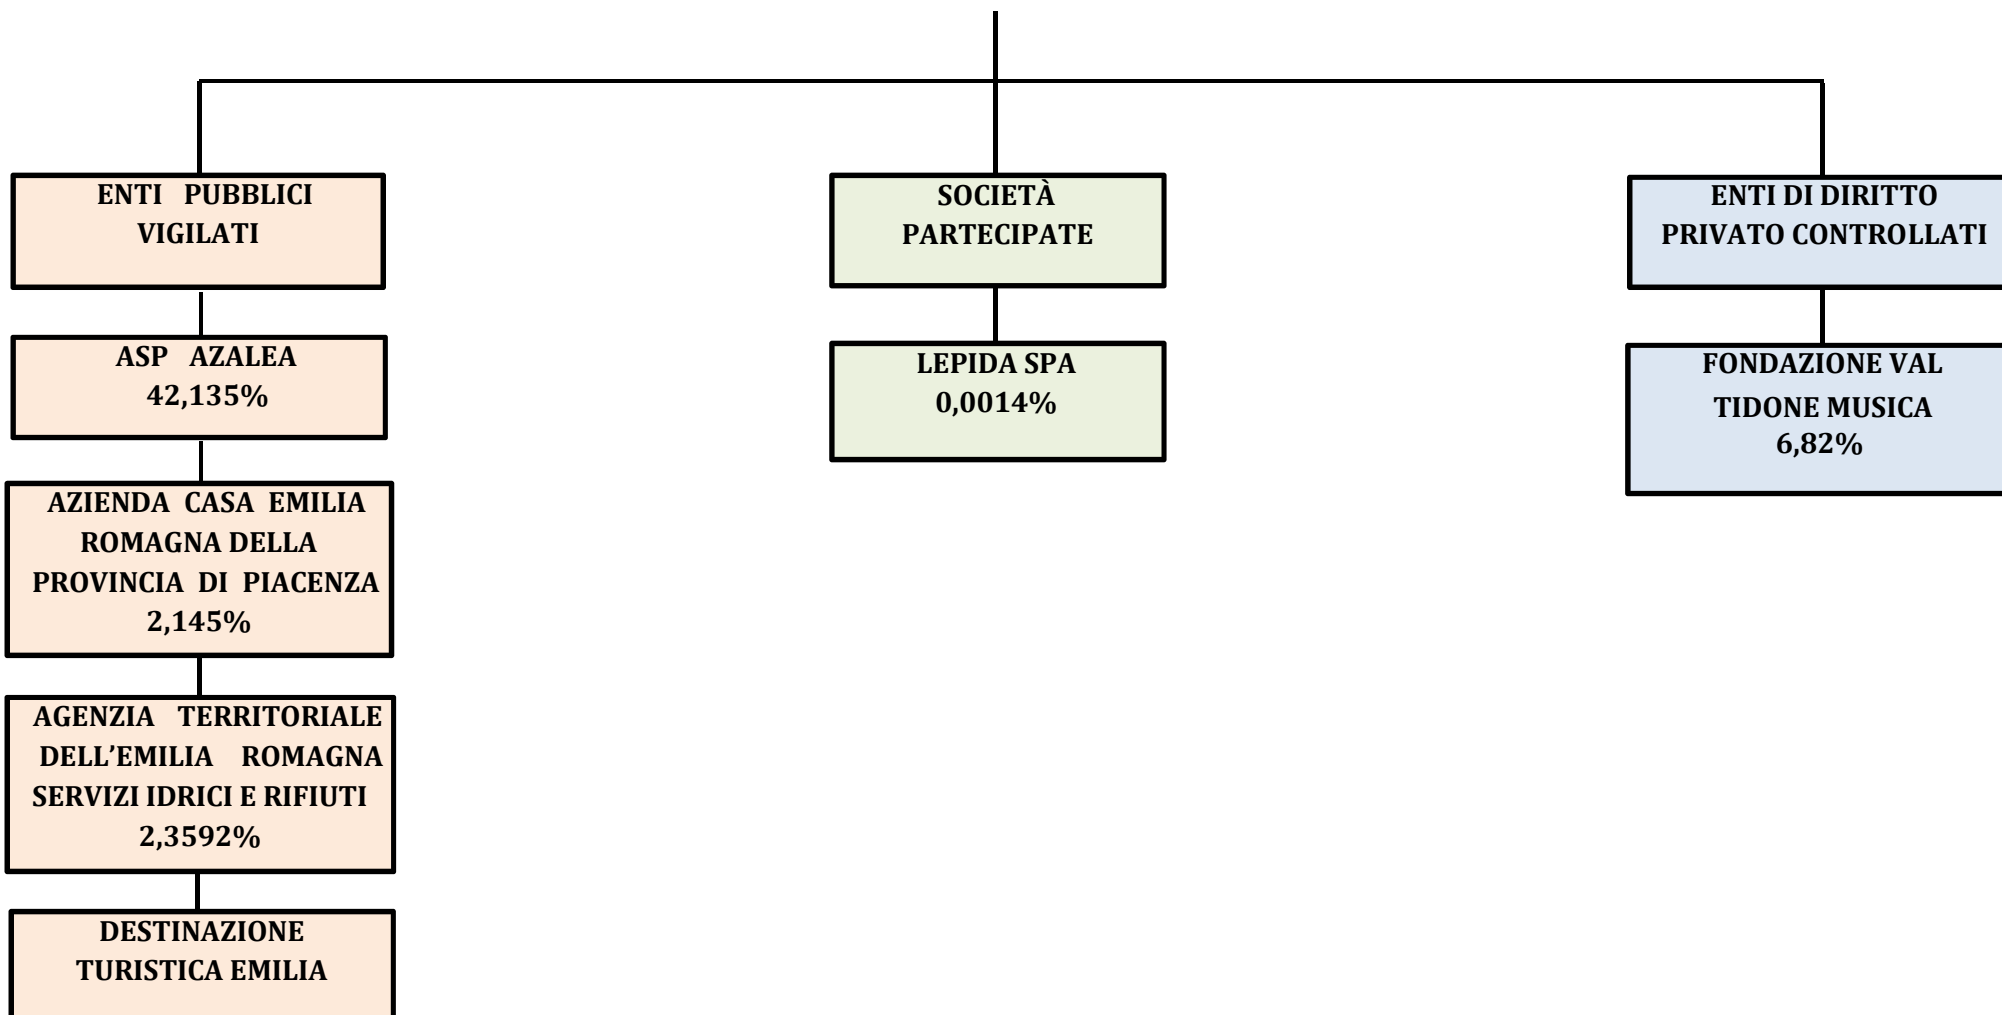 ENTI PUBBLICI
VIGILATI
SOCIETÀ
PARTECIPATE
ENTI DI DIRITTO
PRIVATO CONTROLLATI
ASP AZALEA
42,135%
LEPIDA SPA
0,0014%
FONDAZIONE VAL
TIDONE MUSICA
6,82%
AZIENDA CASA EMILIA
ROMAGNA DELLA
PROVINCIA DI PIACENZA
2,145%
AGENZIA TERRITORIALE
DELL’EMILIA ROMAGNA
SERVIZI IDRICI E RIFIUTI
2,3592%
DESTINAZIONE
TURISTICA EMILIA